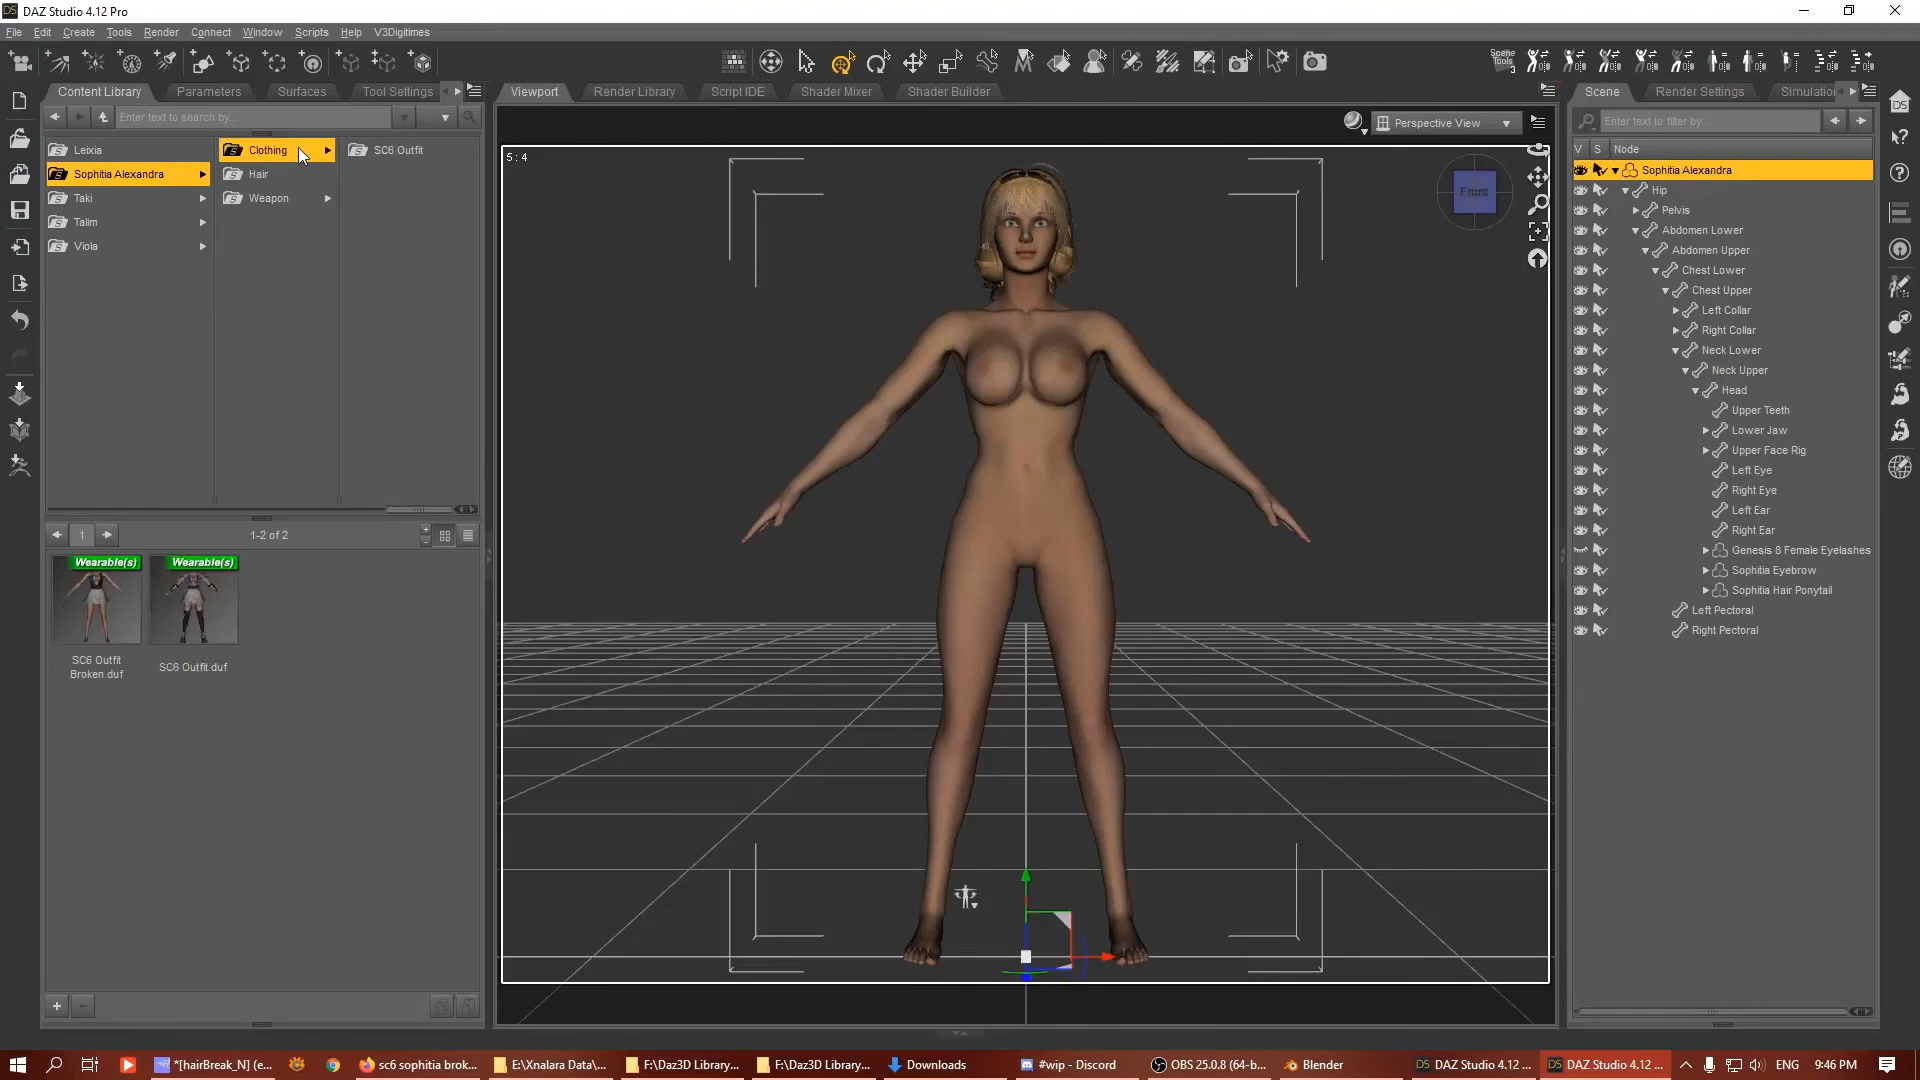 DAZ Studio 4.12 Pro
File Edit Create Tools Render Connect Window Scripts Help V3Digitimes
Scene Tools 3
Content Library Parameters Surfaces Tool Settings
Viewport Render Library Script IDE Shader Mixer Shader Builder
Scene Render Settings Simulation
Enter text to search by...
Perspective View
Enter text to filter by...
V S Node
Leixia
Sophitia Alexandra
Taki
Talim
Viola
Clothing
Hair
Weapon
SC6 Outfit
5 : 4
Front
Sophitia Alexandra
Hip
Pelvis
Abdomen Lower
Abdomen Upper
Chest Lower
Chest Upper
Left Collar
Right Collar
Neck Lower
Neck Upper
Head
Upper Teeth
Lower Jaw
Upper Face Rig
Left Eye
Right Eye
Left Ear
Right Ear
Genesis 8 Female Eyelashes
Sophitia Eyebrow
Sophitia Hair Ponytail
Left Pectoral
Right Pectoral
1
1-2 of 2
Wearable(s)
Wearable(s)
SC6 Outfit
Broken.duf
SC6 Outfit.duf
*[hairBreak_N] (e... sc6 sophitia brok... E:\Xnalara Data\... F:\Daz3D Library... F:\Daz3D Library... Downloads #wip - Discord OBS 25.0.8 (64-b... Blender DAZ Studio 4.12 ... DAZ Studio 4.12 ... ENG 9:46 PM